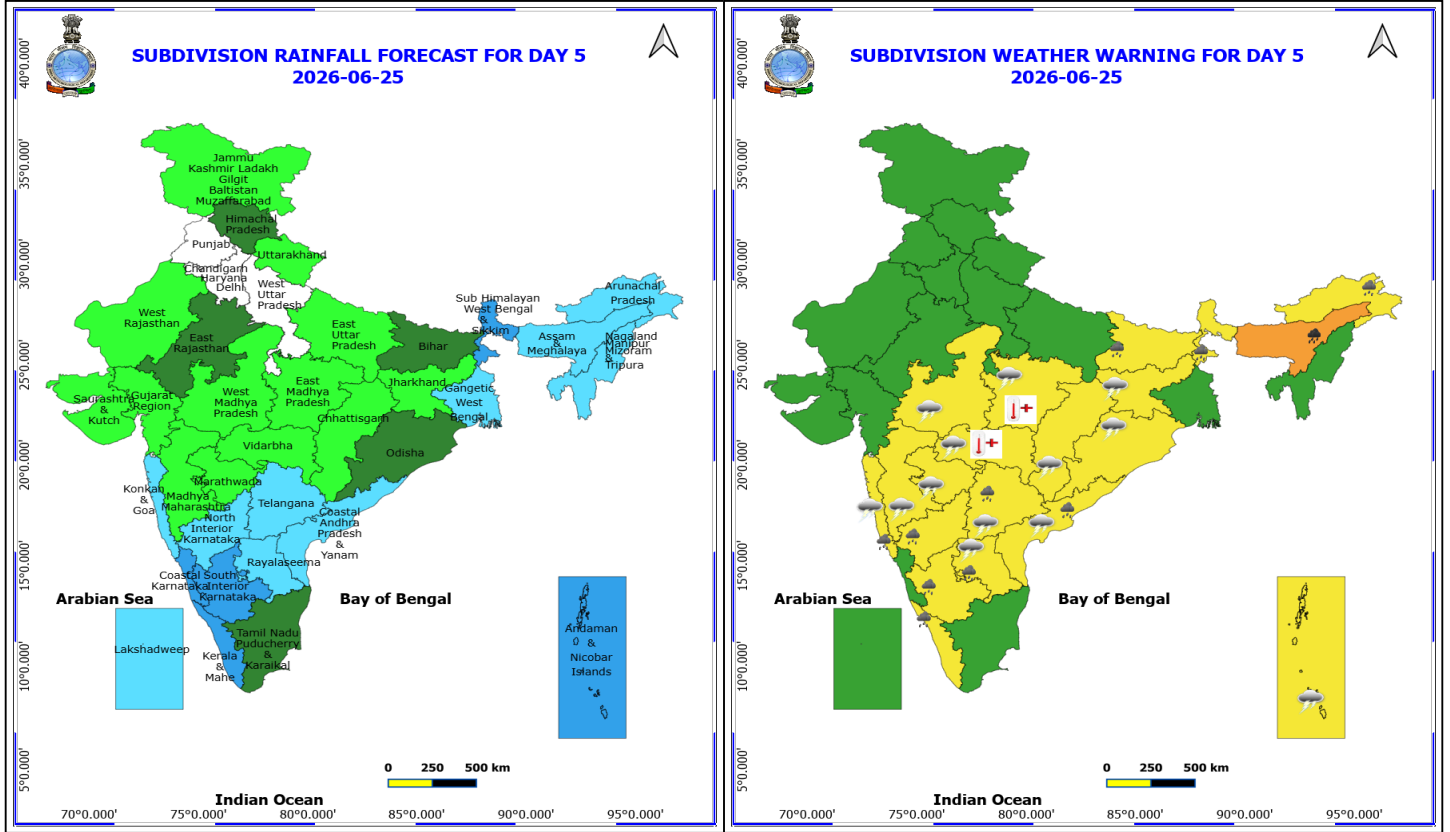 SUBDIVISION RAINFALL FORECAST FOR DAY 5
2026-06-25
40°0.000'
35°0.000'
30°0.000'
25°0.000'
20°0.000'
15°0.000'
10°0.000'
5°0.000'
Jammu
Kashmir Ladakh
Gilgit
Baltistan
Muzaffarabad
Himachal
Pradesh
Punjab
Uttarakhand
Chandigarh
Haryana
Delhi
West
Uttar
Pradesh
West
Rajasthan
East
Rajasthan
East
Uttar
Pradesh
Bihar
Sub Himalayan
West Bengal
&
Sikkim
Arunachal
Pradesh
Assam
&
Meghalaya
Nagaland
Manipur
Mizoram
&
Tripura
Saurashtra
&
Kutch
Gujarat
Region
West
Madhya
Pradesh
East
Madhya
Pradesh
Jharkhand
Gangetic
West
Bengal
Chhattisgarh
Vidarbha
Odisha
Konkan
&
Goa
Madhya
Maharashtra
Marathwada
Telangana
North
Interior
Karnataka
Coastal
Andhra
Pradesh
&
Yanam
Rayalaseema
Coastal
Karnataka
South
Interior
Karnataka
Arabian Sea
Bay of Bengal
Lakshadweep
Kerala
&
Mahe
Tamil Nadu
Puducherry
&
Karaikal
Andaman
&
Nicobar
Islands
0 250 500 km
Indian Ocean
70°0.000' 75°0.000' 80°0.000' 85°0.000' 90°0.000' 95°0.000'
SUBDIVISION WEATHER WARNING FOR DAY 5
2026-06-25
40°0.000'
35°0.000'
30°0.000'
25°0.000'
20°0.000'
15°0.000'
10°0.000'
5°0.000'
Arabian Sea
Bay of Bengal
0 250 500 km
Indian Ocean
70°0.000' 75°0.000' 80°0.000' 85°0.000' 90°0.000' 95°0.000'